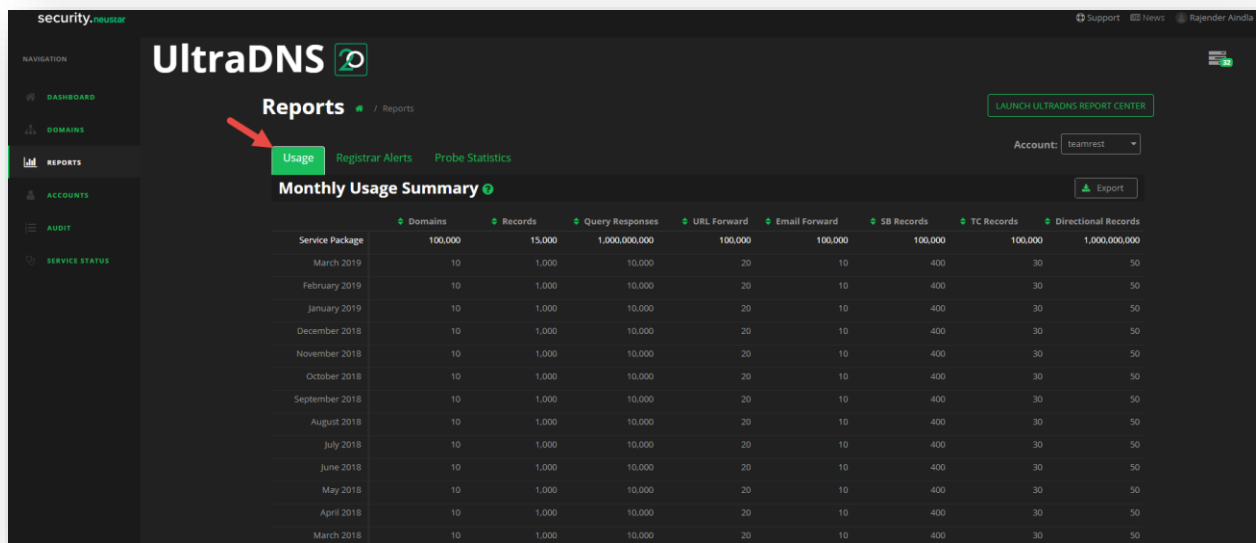 security.neustar
Support News Rajender Aindla
NAVIGATION
UltraDNS 20
32
DASHBOARD
Reports / Reports
LAUNCH ULTRADNS REPORT CENTER
DOMAINS
Account: teamrest
REPORTS
Usage Registrar Alerts Probe Statistics
ACCOUNTS
Monthly Usage Summary ?
Export
AUDIT
Domains Records Query Responses URL Forward Email Forward SB Records TC Records Directional Records
Service Package 100,000 15,000 1,000,000,000 100,000 100,000 100,000 100,000 1,000,000,000
SERVICE STATUS
March 2019 10 1,000 10,000 20 10 400 30 50
February 2019 10 1,000 10,000 20 10 400 30 50
January 2019 10 1,000 10,000 20 10 400 30 50
December 2018 10 1,000 10,000 20 10 400 30 50
November 2018 10 1,000 10,000 20 10 400 30 50
October 2018 10 1,000 10,000 20 10 400 30 50
September 2018 10 1,000 10,000 20 10 400 30 50
August 2018 10 1,000 10,000 20 10 400 30 50
July 2018 10 1,000 10,000 20 10 400 30 50
June 2018 10 1,000 10,000 20 10 400 30 50
May 2018 10 1,000 10,000 20 10 400 30 50
April 2018 10 1,000 10,000 20 10 400 30 50
March 2018 10 1,000 10,000 20 10 400 30 50